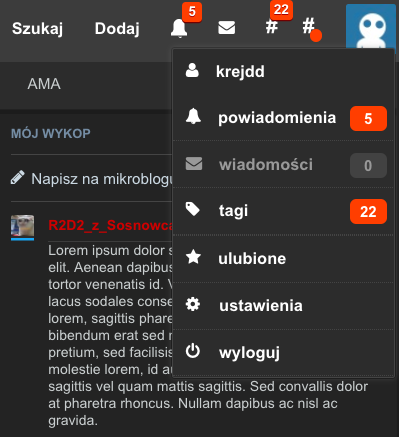 Szukaj Dodaj 5 # 22 #
AMA
MÓJ WYKOP
Napisz na mikroblogu
krejdd
powiadomienia 5
wiadomości 0
tagi 22
ulubione
ustawienia
wyloguj
R2D2_z_Sosnowca
Lorem ipsum dolor s
elit. Aenean dapibus
tortor venenatis id. V
lacus sodales conse
lorem, sagittis phare
bibendum erat sed
pretium, sed facilisis
molestie lorem, id au
sagittis vel quam mattis sagittis. Sed convallis dolor
at pharetra rhoncus. Nullam dapibus ac nisl ac
gravida.